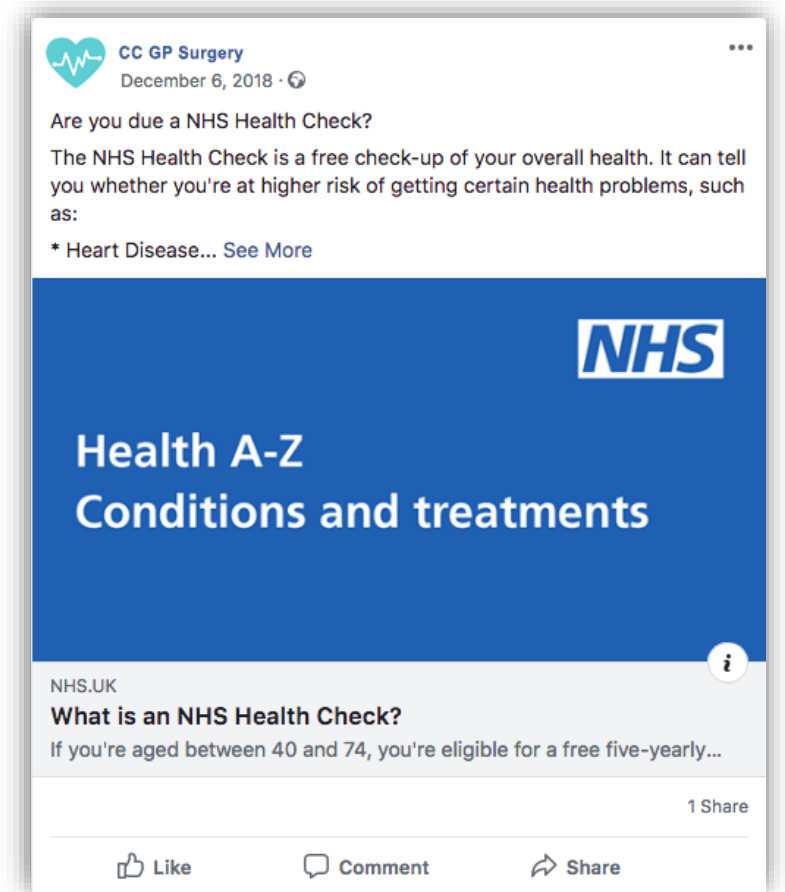 CC GP Surgery
December 6, 2018 ·
Are you due a NHS Health Check?
The NHS Health Check is a free check-up of your overall health. It can tell
you whether you're at higher risk of getting certain health problems, such
as:
* Heart Disease... See More
NHS
Health A-Z
Conditions and treatments
i
NHS.UK
What is an NHS Health Check?
If you're aged between 40 and 74, you're eligible for a free five-yearly...
1 Share
Like Comment Share